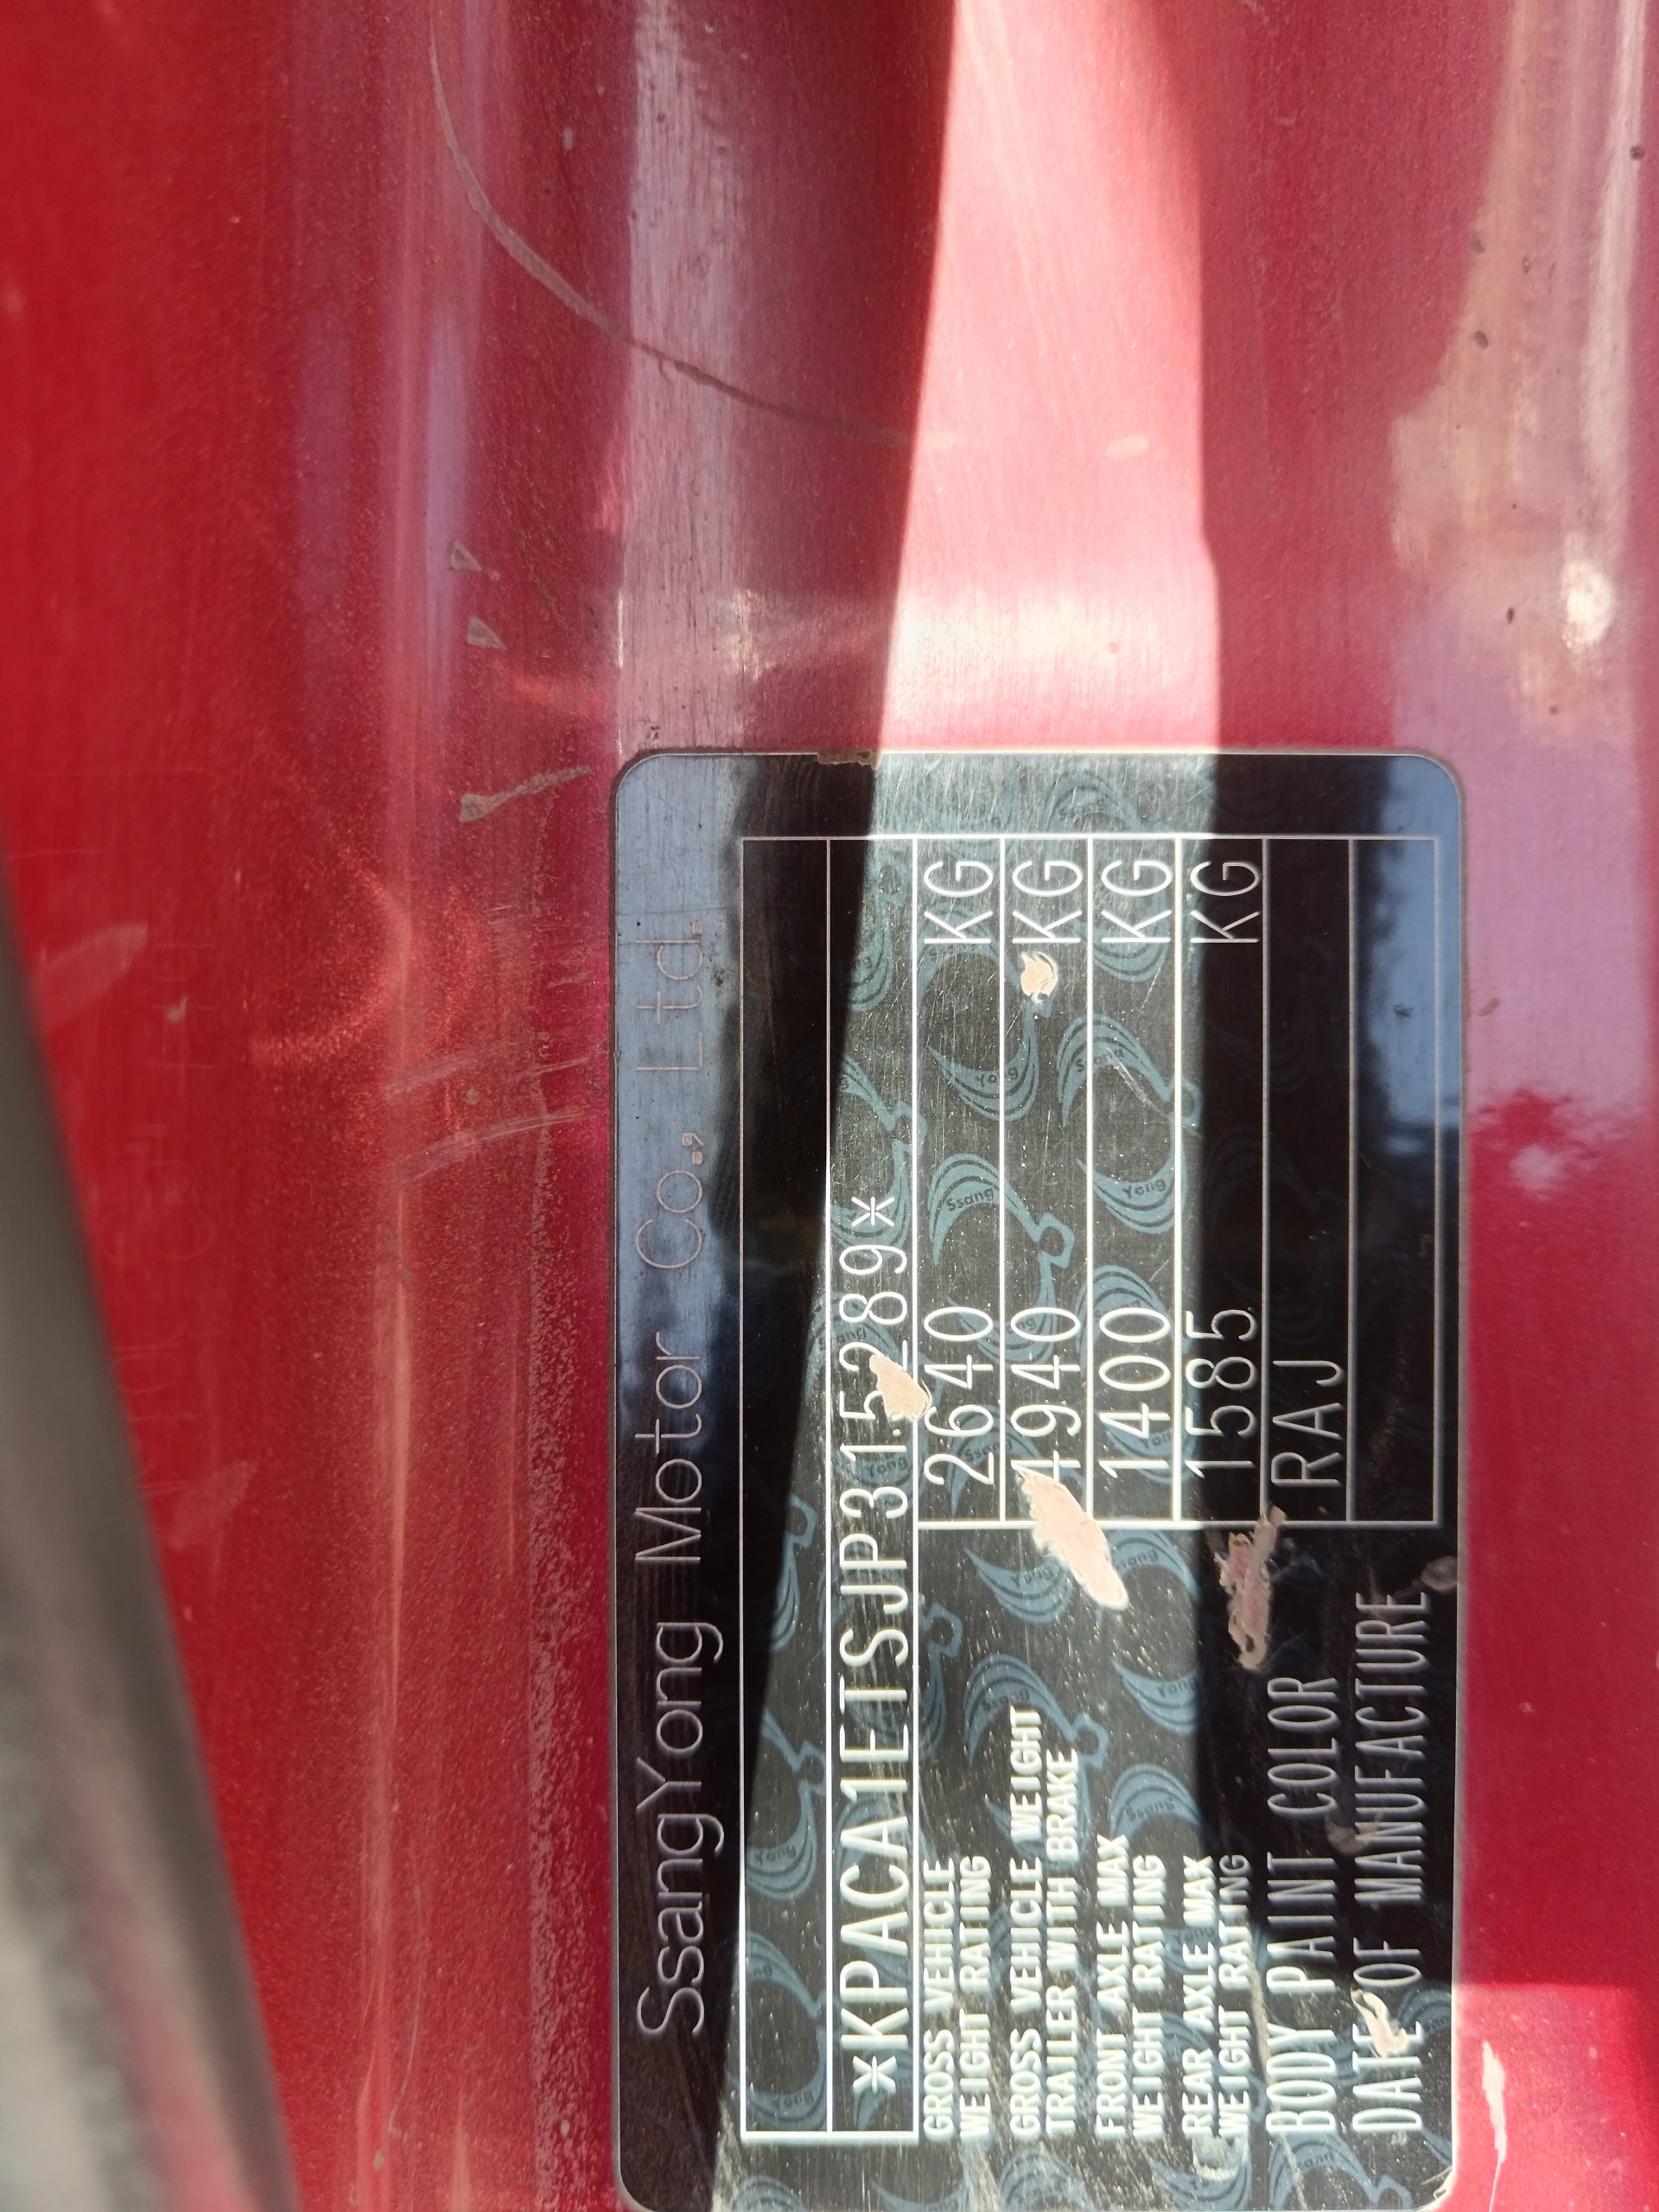 SsangYong Motor Co., Ltd.
*KPACA1ETSJP315289*
GROSS VEHICLE
WEIGHT RATING
2640 KG
GROSS VEHICLE WEIGHT
TRAILER WITH BRAKE
4940 KG
FRONT AXLE MAX
WEIGHT RATING
1400 KG
REAR AXLE MAX
WEIGHT RATING
1585 KG
BODY PAINT COLOR
RAJ
DATE OF MANUFACTURE